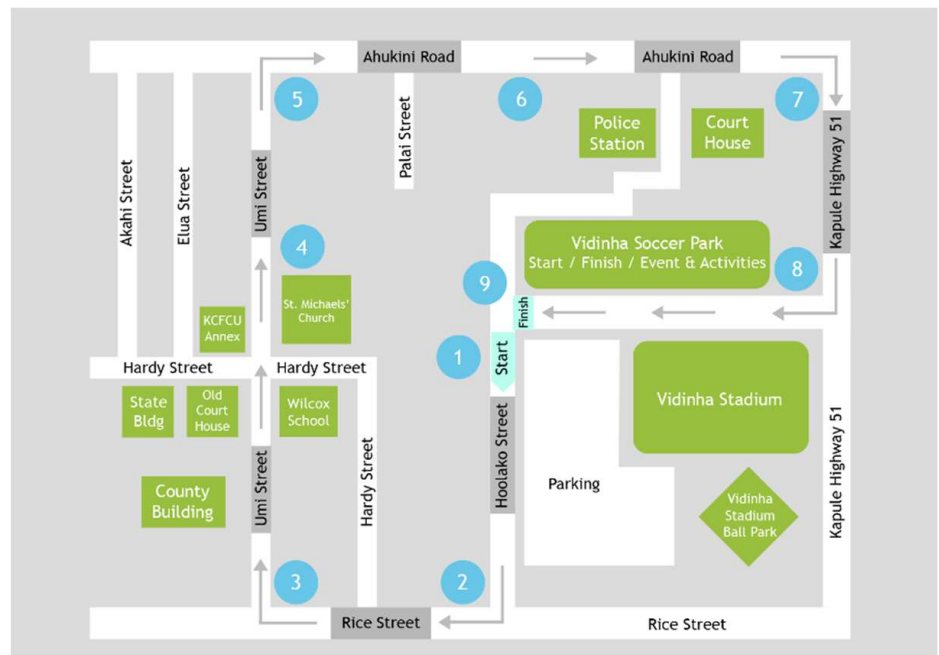 Ahukini Road
Ahukini Road
5
6
7
Police
Station
Court
House
Palai Street
Akahi Street
Elua Street
Umi Street
Kapule Highway 51
4
Vidinha Soccer Park
Start / Finish / Event & Activities
8
9
St. Michaels'
Church
KCFCU
Annex
Finish
1
Start
Hardy Street
Hardy Street
State
Bldg
Old
Court
House
Wilcox
School
Vidinha Stadium
Hoolako Street
Kapule Highway 51
Umi Street
Hardy Street
County
Building
Parking
Vidinha
Stadium
Ball Park
3
2
Rice Street
Rice Street